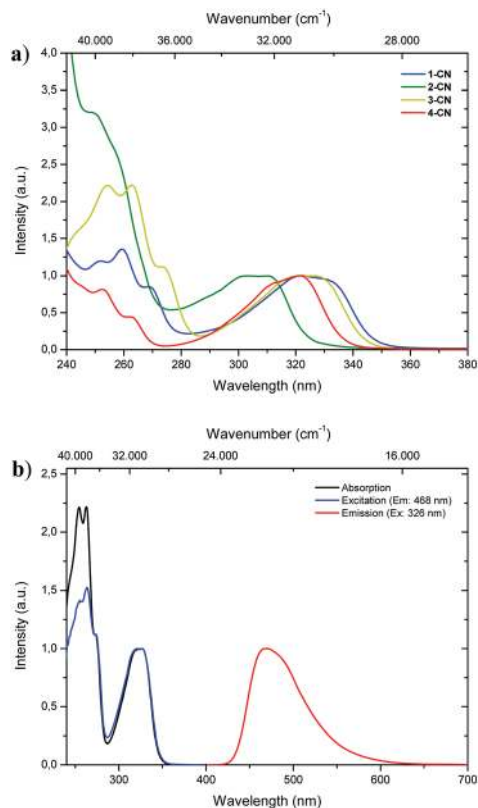 Wavenumber (cm⁻¹)
40.000 36.000 32.000 28.000
a)
4,0
3,5
3,0
2,5
2,0
1,5
1,0
0,5
0,0
Intensity (a.u.)
1-CN
2-CN
3-CN
4-CN
240 260 280 300 320 340 360 380
Wavelength (nm)
Wavenumber (cm⁻¹)
40.000 32.000 24.000 16.000
b)
2,5
2,0
1,5
1,0
0,5
0,0
Intensity (a.u.)
Absorption
Excitation (Em: 468 nm)
Emission (Ex: 326 nm)
300 400 500 600 700
Wavelength (nm)